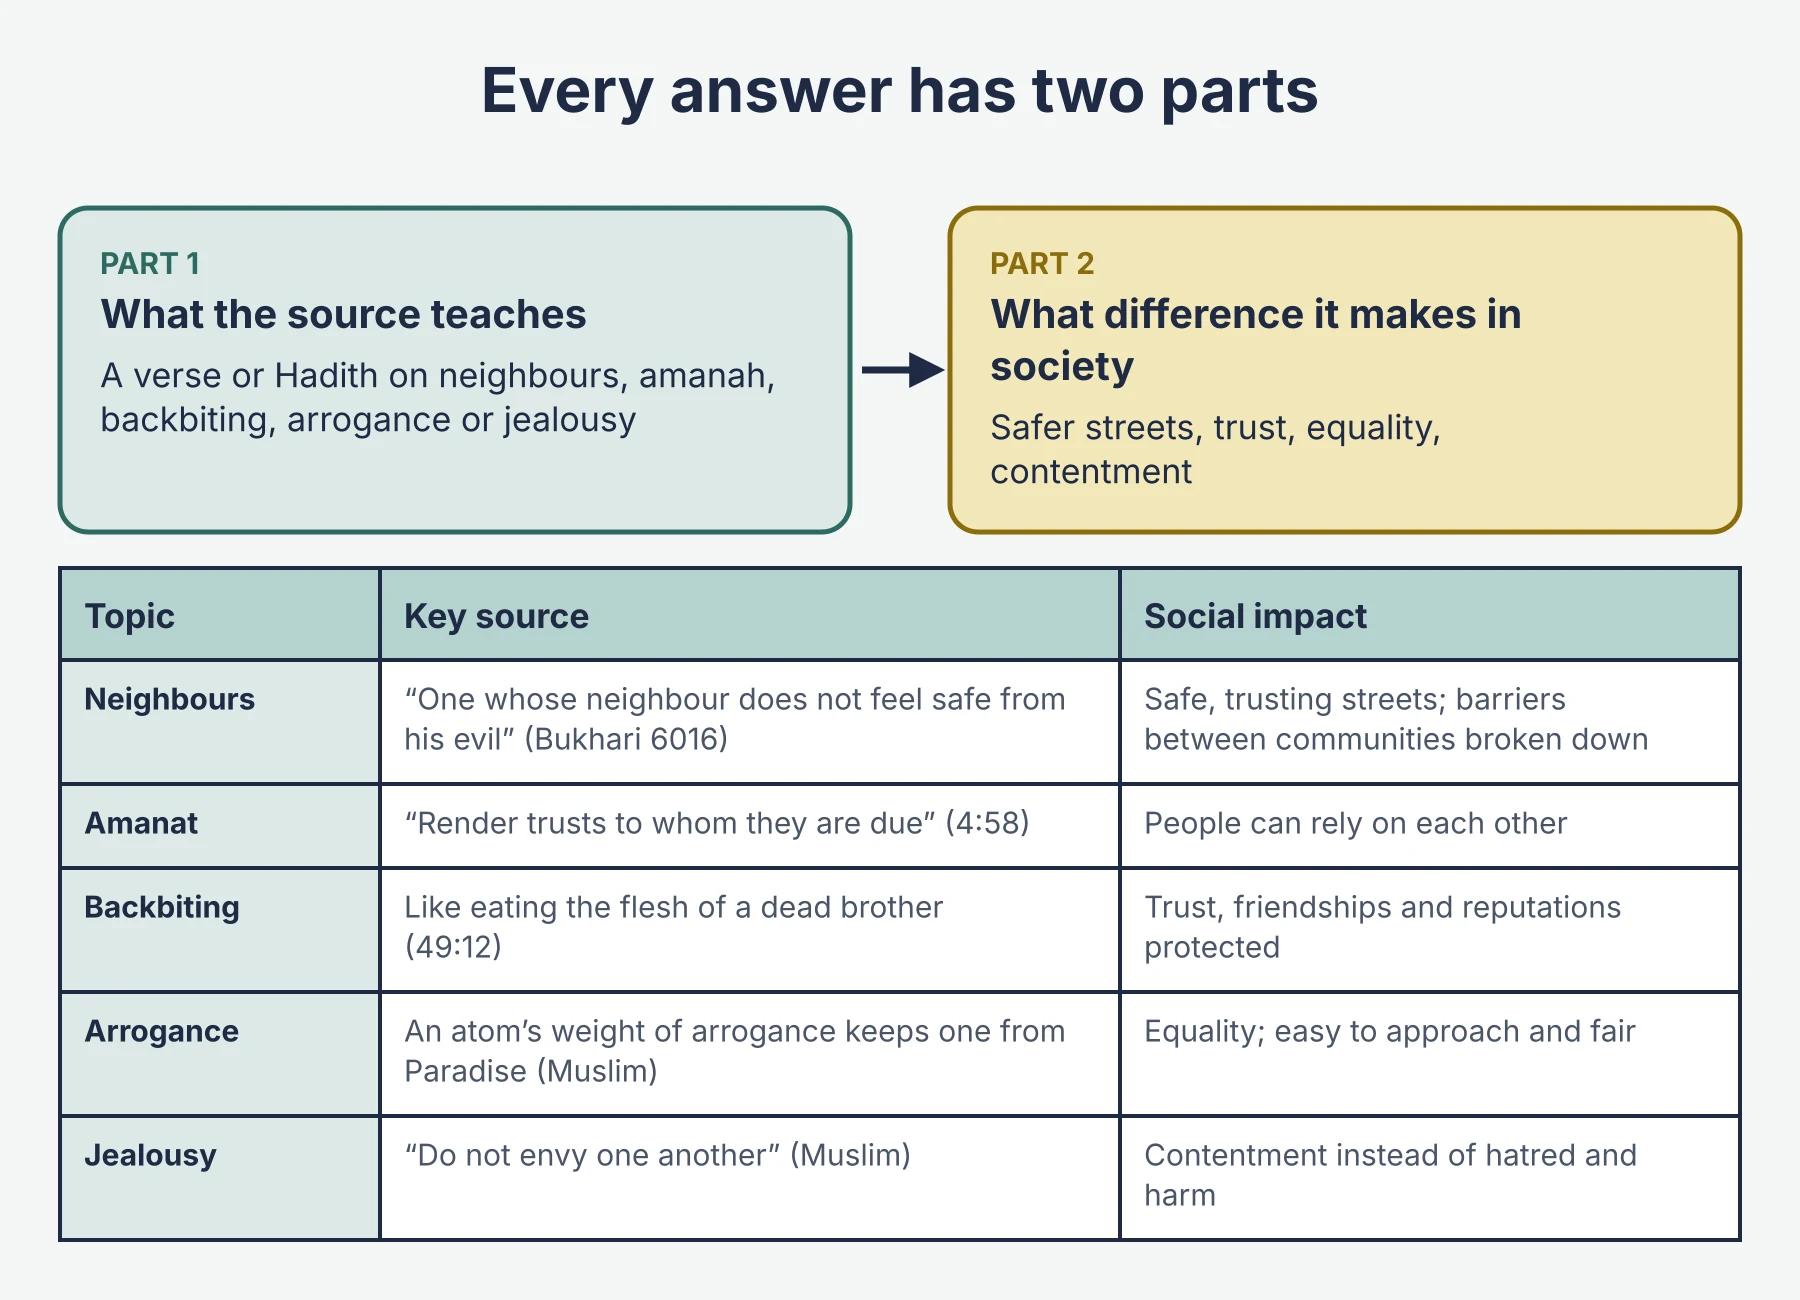 Every answer has two parts
PART 1
What the source teaches
A verse or Hadith on neighbours, amanah,
backbiting, arrogance or jealousy
PART 2
What difference it makes in
society
Safer streets, trust, equality,
contentment
Topic
Key source
Social impact
Neighbours
“One whose neighbour does not feel safe from
his evil” (Bukhari 6016)
Safe, trusting streets; barriers
between communities broken down
Amanat
“Render trusts to whom they are due” (4:58)
People can rely on each other
Backbiting
Like eating the flesh of a dead brother
(49:12)
Trust, friendships and reputations
protected
Arrogance
An atom’s weight of arrogance keeps one from
Paradise (Muslim)
Equality; easy to approach and fair
Jealousy
“Do not envy one another” (Muslim)
Contentment instead of hatred and
harm